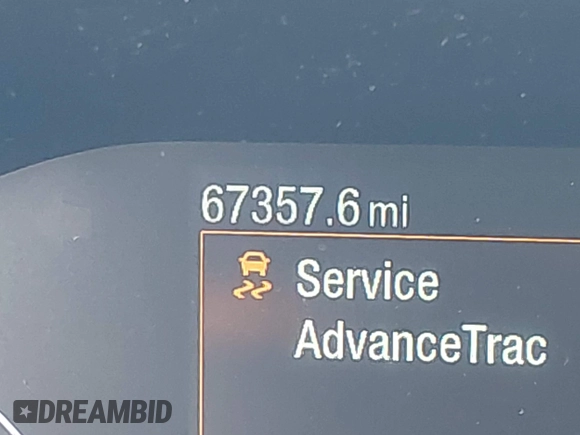 67357.6 mi
Service
AdvanceTrac
DREAMBID